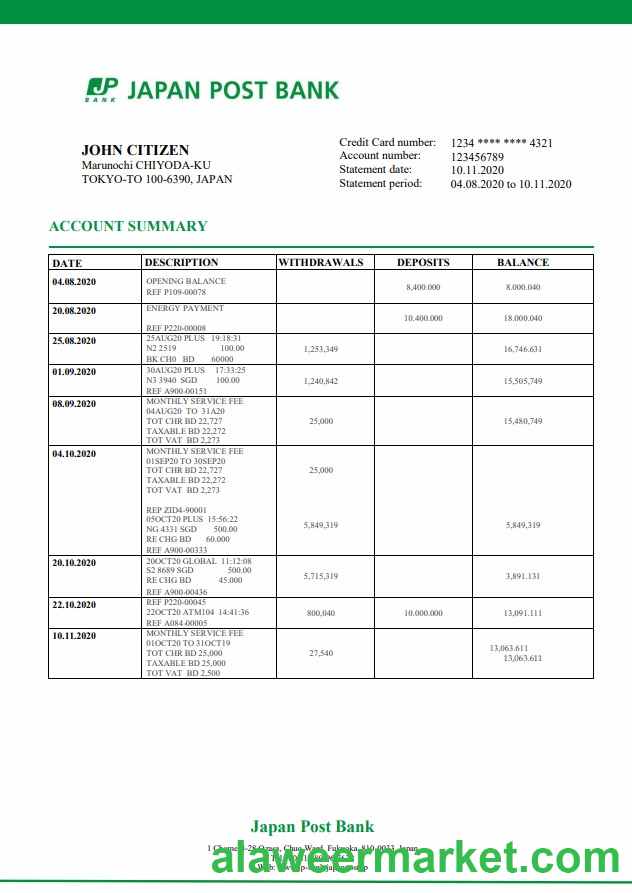 JP
BANK
JAPAN POST BANK
JOHN CITIZEN
Marunochi CHIYODA-KU
TOKYO-TO 100-6390, JAPAN
Credit Card number: 1234 **** **** 4321
Account number: 123456789
Statement date: 10.11.2020
Statement period: 04.08.2020 to 10.11.2020
ACCOUNT SUMMARY
DATE DESCRIPTION WITHDRAWALS DEPOSITS BALANCE
04.08.2020 OPENING BALANCE
REF P109-00078 8,400.000 8.000.040
20.08.2020 ENERGY PAYMENT
10.400.000 18.000.040
REF P220-00008
25.08.2020 25AUG20 PLUS 19:18:31
N2 2519 100.00 1,253,349 16,746.631
BK CH0 BD 60000
01.09.2020 30AUG20 PLUS 17:33:25
N3 3940 SGD 100.00 1,240,842 15,505,749
REF A900-00151
08.09.2020 MONTHLY SERVICE FEE
04AUG20 TO 31A20
TOT CHR BD 22,727 25,000 15,480,749
TAXABLE BD 22,272
TOT VAT BD 2,273
04.10.2020 MONTHLY SERVICE FEE
01SEP20 TO 30SEP20
TOT CHR BD 22,727 25,000
TAXABLE BD 22,272
TOT VAT BD 2,273
REP ZID4-90001
05OCT20 PLUS 15:56:22
NG 4331 SGD 500.00 5,849,319 5,849,319
RE CHG BD 60.000
REF A900-00333
20.10.2020 20OCT20 GLOBAL 11:12:08
S2 8689 SGD 500.00 5,715,319 3,891.131
RE CHG BD 45.000
REF A900-00436
22.10.2020 REF P220-00045
22OCT20 ATM104 14:41:36 800,040 10.000.000 13,091.111
REF A084-00005
10.11.2020 MONTHLY SERVICE FEE
01OCT20 TO 31OCT19 13,063.611
TOT CHR BD 25,000 27,540 13,063.611
TAXABLE BD 25,000
TOT VAT BD 2,500
Japan Post Bank
alaweermarket.com